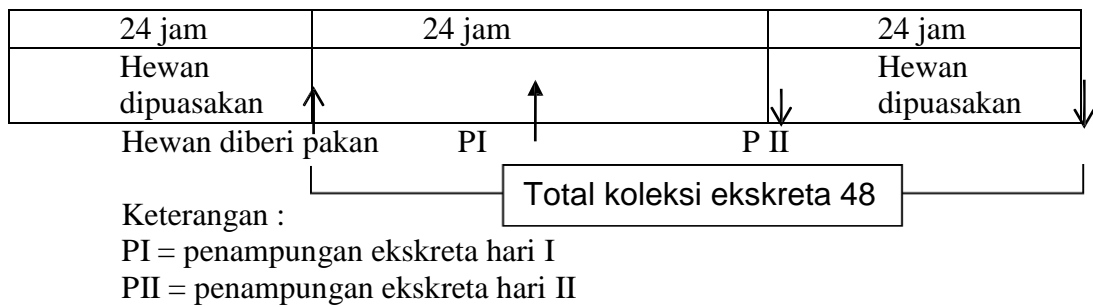 24 jam 24 jam 24 jam
Hewan Hewan
dipuasakan dipuasakan
Hewan diberi pakan PI P II
Total koleksi ekskreta 48
Keterangan :
PI = penampungan ekskreta hari I
PII = penampungan ekskreta hari II